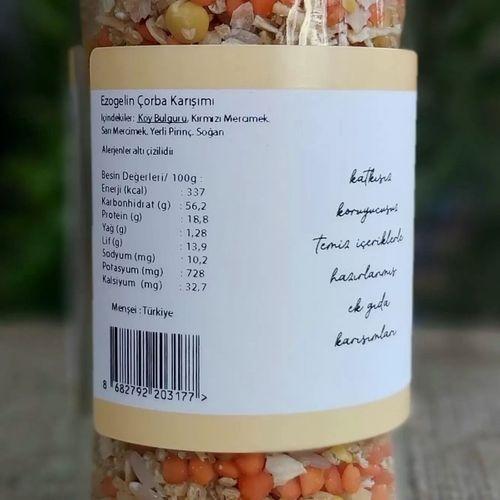 Ezogelin Çorba Karışımı
İçindekiler: Köy Bulguru, Kırmızı Mercimek,
Sarı Mercimek, Yerli Pirinç, Soğan
Alerjenler altı çizilidir
Besin Değerleri/ 100g :
Enerji (kcal) : 337
Karbonhidrat (g) : 56,2
Protein (g) : 18,8
Yağ (g) : 1,28
Lif (g) : 13,9
Sodyum (mg) : 10,2
Potasyum (mg) : 728
Kalsiyum (mg) : 32,7
Menşei : Türkiye
8 682792 203177 >
katkısız
koruyucusuz
temiz içeriklerle
hazırlanmış
ek gıda
karışımları